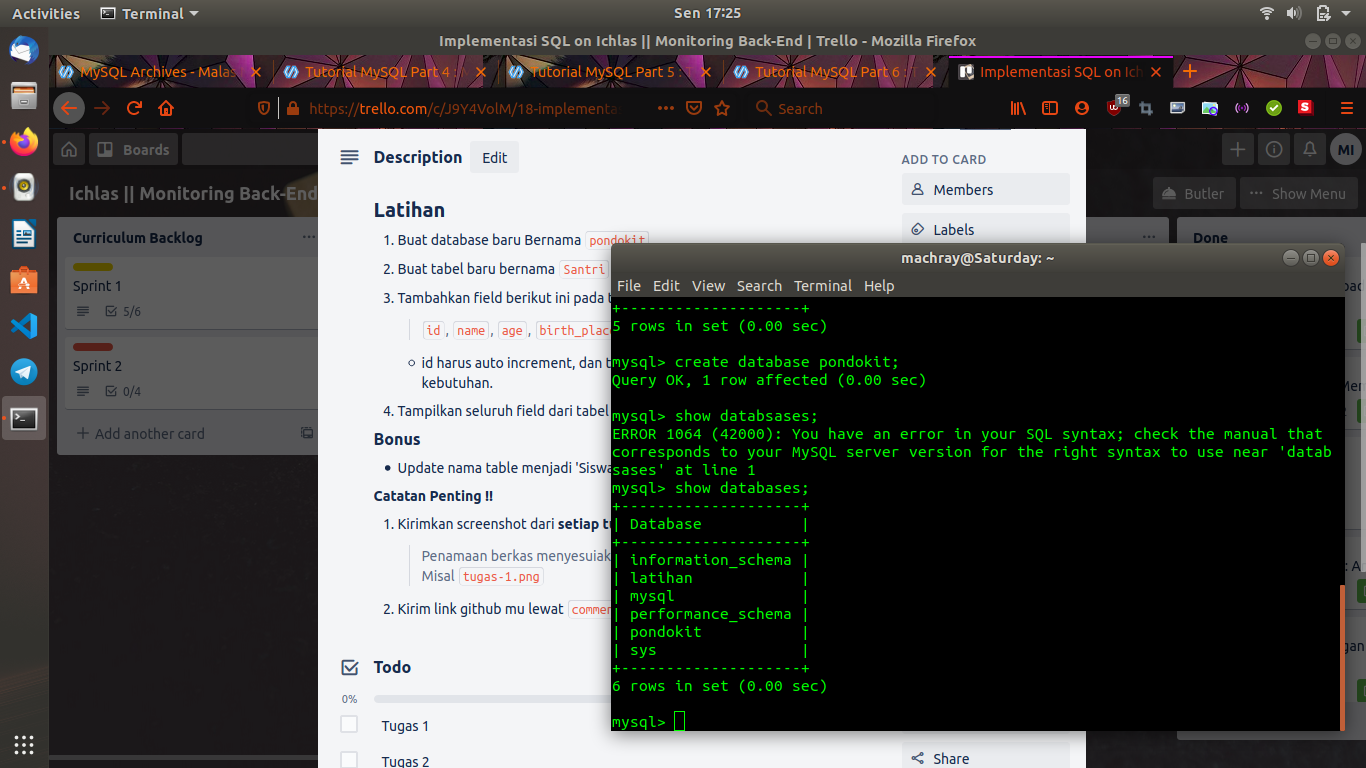 Activities Terminal Sen 17:25
Implementasi SQL on Ichlas || Monitoring Back-End | Trello - Mozilla Firefox
MySQL Archives - Malas
Tutorial MySQL Part 4 :
Tutorial MySQL Part 5 : T
Tutorial MySQL Part 6 : T
Implementasi SQL on Ich
https://trello.com/c/J9Y4VolM/18-implementa
Search
16
S
Boards
MI
Ichlas || Monitoring Back-End
Butler
Show Menu
Curriculum Backlog
Sprint 1
5/6
Sprint 2
0/4
Add another card
Description
Edit
Latihan
1. Buat database baru Bernama pondokit
2. Buat tabel baru bernama Santri
3. Tambahkan field berikut ini pada t
id , name , age , birth_place
id harus auto increment, dan t
kebutuhan.
4. Tampilkan seluruh field dari tabel
Bonus
Update nama table menjadi 'Siswa
Catatan Penting !!
1. Kirimkan screenshot dari setiap tu
Penamaan berkas menyesuiak
Misal tugas-1.png
2. Kirim link github mu lewat commen
Todo
0%
Tugas 1
Tugas 2
ADD TO CARD
Members
Labels
Share
Done
machray@Saturday: ~
File Edit View Search Terminal Help
+--------------------+
5 rows in set (0.00 sec)
mysql> create database pondokit;
Query OK, 1 row affected (0.00 sec)
mysql> show databsases;
ERROR 1064 (42000): You have an error in your SQL syntax; check the manual that
corresponds to your MySQL server version for the right syntax to use near 'datab
sases' at line 1
mysql> show databases;
+--------------------+
| Database |
+--------------------+
| information_schema |
| latihan |
| mysql |
| performance_schema |
| pondokit |
| sys |
+--------------------+
6 rows in set (0.00 sec)
mysql>